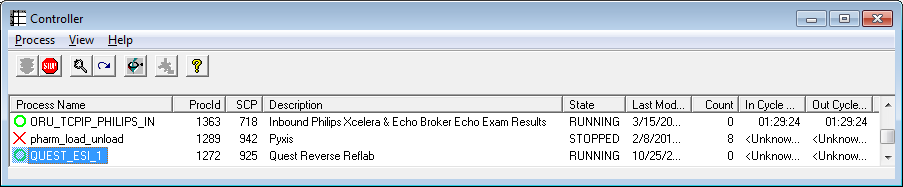 Controller
Process View Help
STOP
Process Name ProcId SCP Description State Last Mod... Count In Cycle ... Out Cycle...
ORU_TCPIP_PHILIPS_IN 1363 718 Inbound Philips Xcelera & Echo Broker Echo Exam Results RUNNING 3/15/20... 0 01:29:24 01:29:24
pharm_load_unload 1289 942 Pyxis STOPPED 2/8/201... 8 <Unknow... <Unknow...
QUEST_ESI_1 1272 925 Quest Reverse Reflab RUNNING 10/25/2... 0 <Unknow... <Unknow...